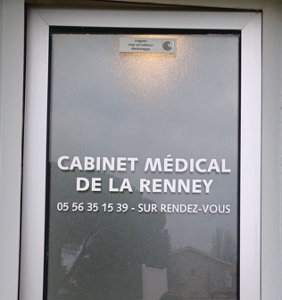 CABINET MÉDICAL
DE LA RENNEY
05 56 35 15 39 - SUR RENDEZ-VOUS